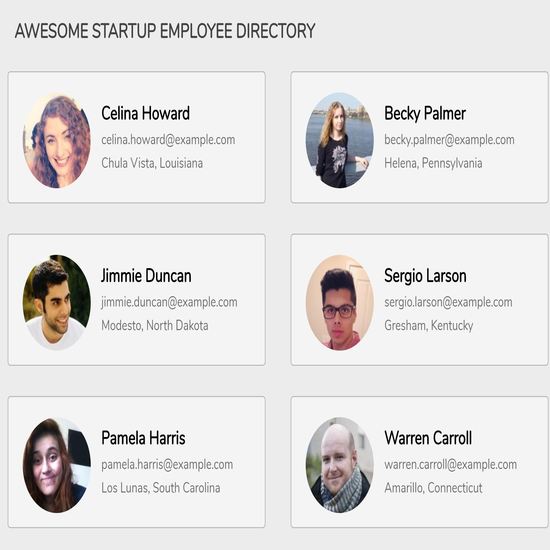 AWESOME STARTUP EMPLOYEE DIRECTORY
Celina Howard
celina.howard@example.com
Chula Vista, Louisiana
Becky Palmer
becky.palmer@example.com
Helena, Pennsylvania
Jimmie Duncan
jimmie.duncan@example.com
Modesto, North Dakota
Sergio Larson
sergio.larson@example.com
Gresham, Kentucky
Pamela Harris
pamela.harris@example.com
Los Lunas, South Carolina
Warren Carroll
warren.carroll@example.com
Amarillo, Connecticut